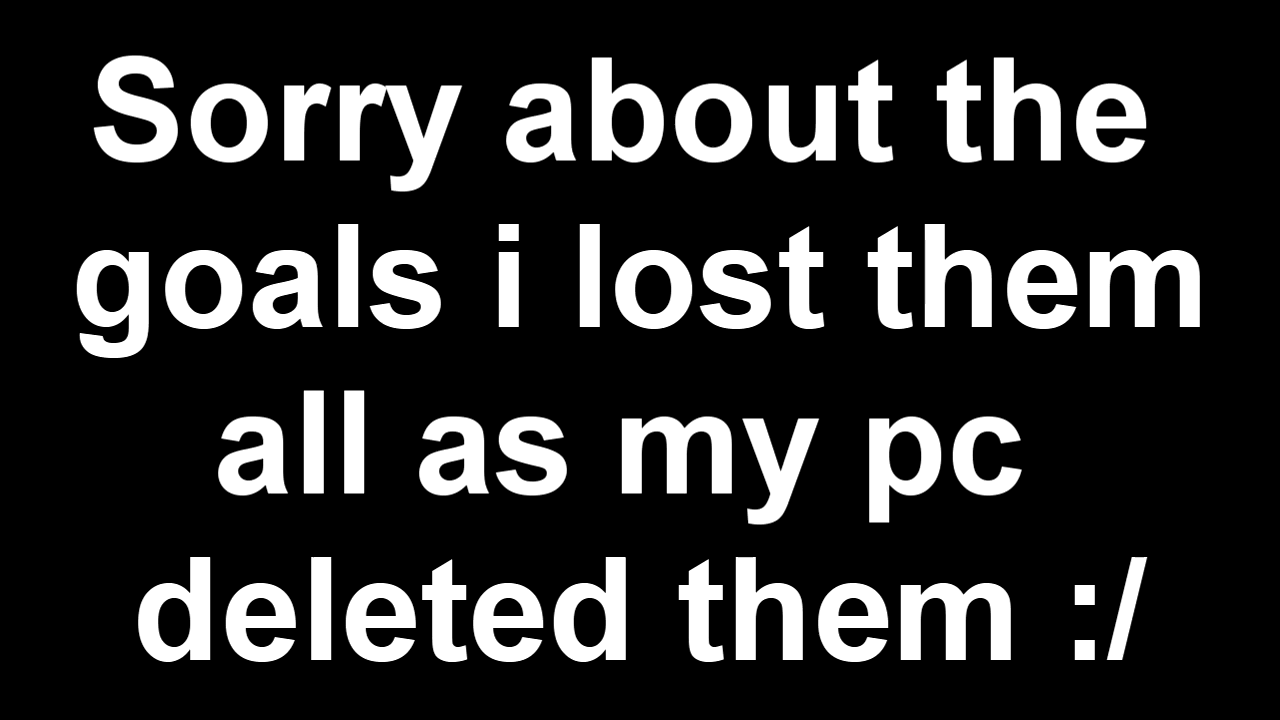 Sorry about the
goals i lost them
all as my pc
deleted them :/